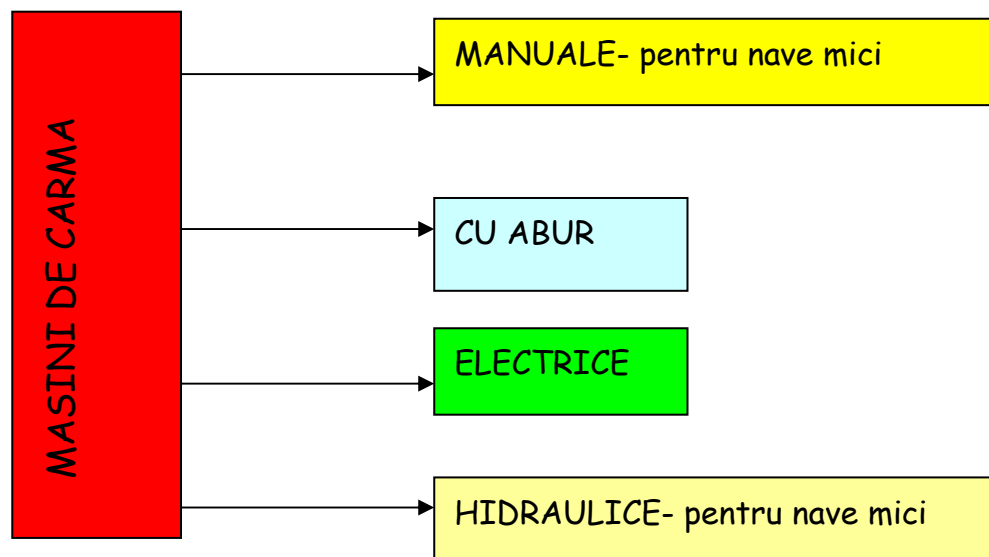 MASINI DE CARMA
MANUALE- pentru nave mici
CU ABUR
ELECTRICE
HIDRAULICE- pentru nave mici